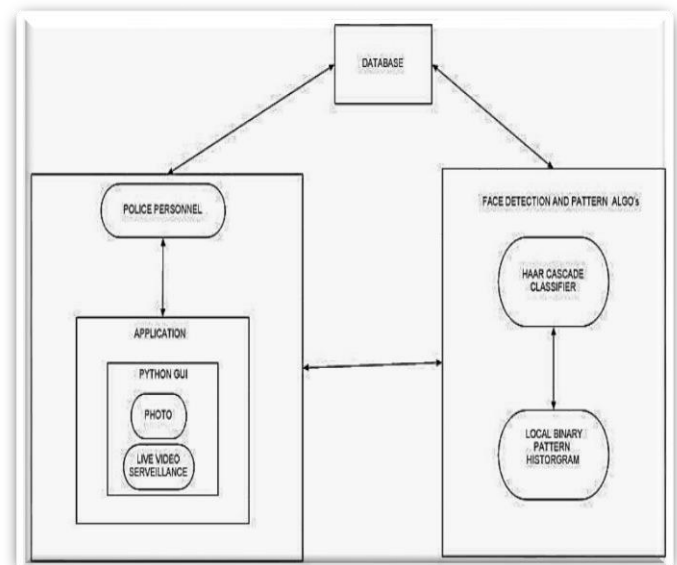 DATABASE
POLICE PERSONNEL
APPLICATION
PYTHON GUI
PHOTO
LIVE VIDEO
SERVEILLANCE
FACE DETECTION AND PATTERN ALGO's
HAAR CASCADE
CLASSIFIER
LOCAL BINARY
PATTERN
HISTORGRAM